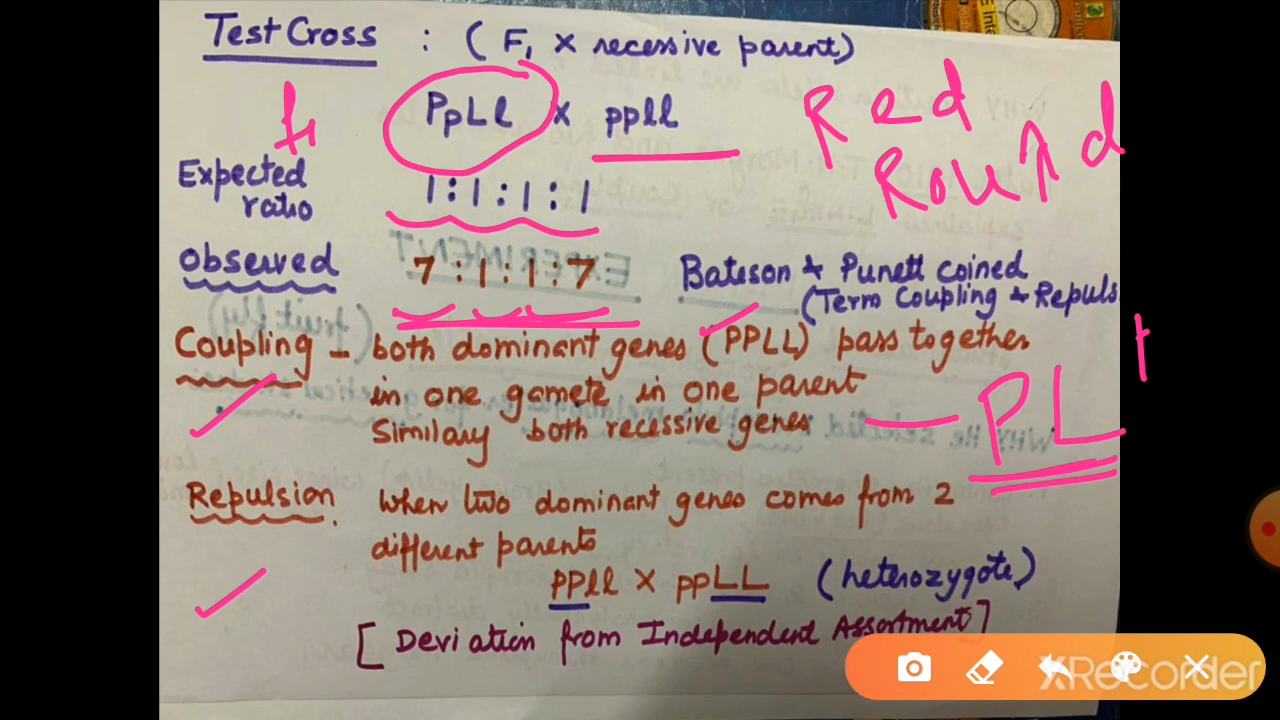 Test Cross : ( F1 × recessive parent)
F1
PpLl × ppll
Red
Round
Expected ratio 1:1:1:1
Observed 7:1:1:7 Bateson & Punett coined
(Term Coupling & Repuls
Coupling – both dominant genes (PPLL) pass together
in one gamete in one parent
Similary both recessive genes
PL
Repulsion. when two dominant genes comes from 2
different parents
PPll × ppLL (heterozygote)
[ Deviation from Independent Assortment ]
XRecorder